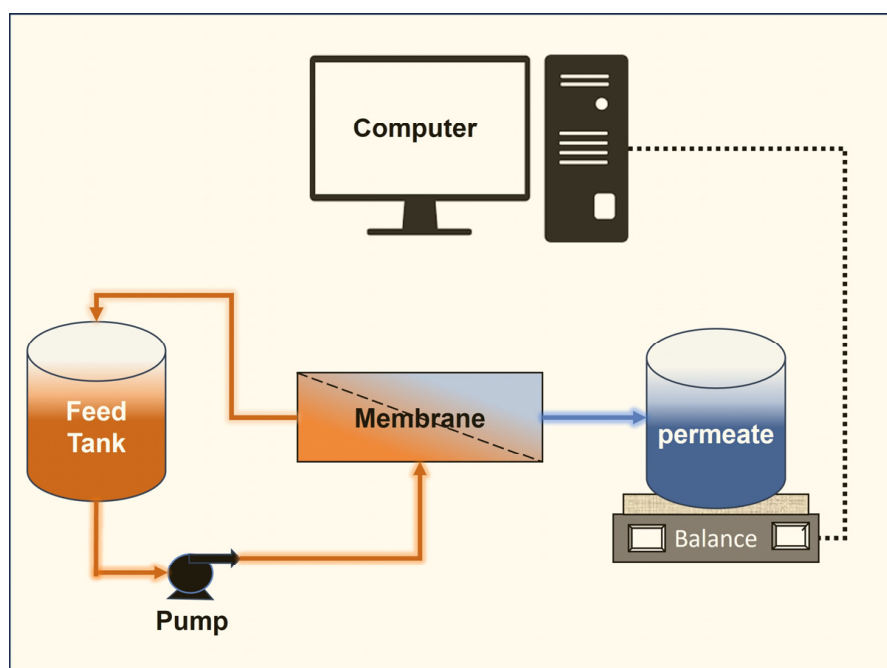 Computer
Feed
Tank
Membrane
permeate
Balance
Pump